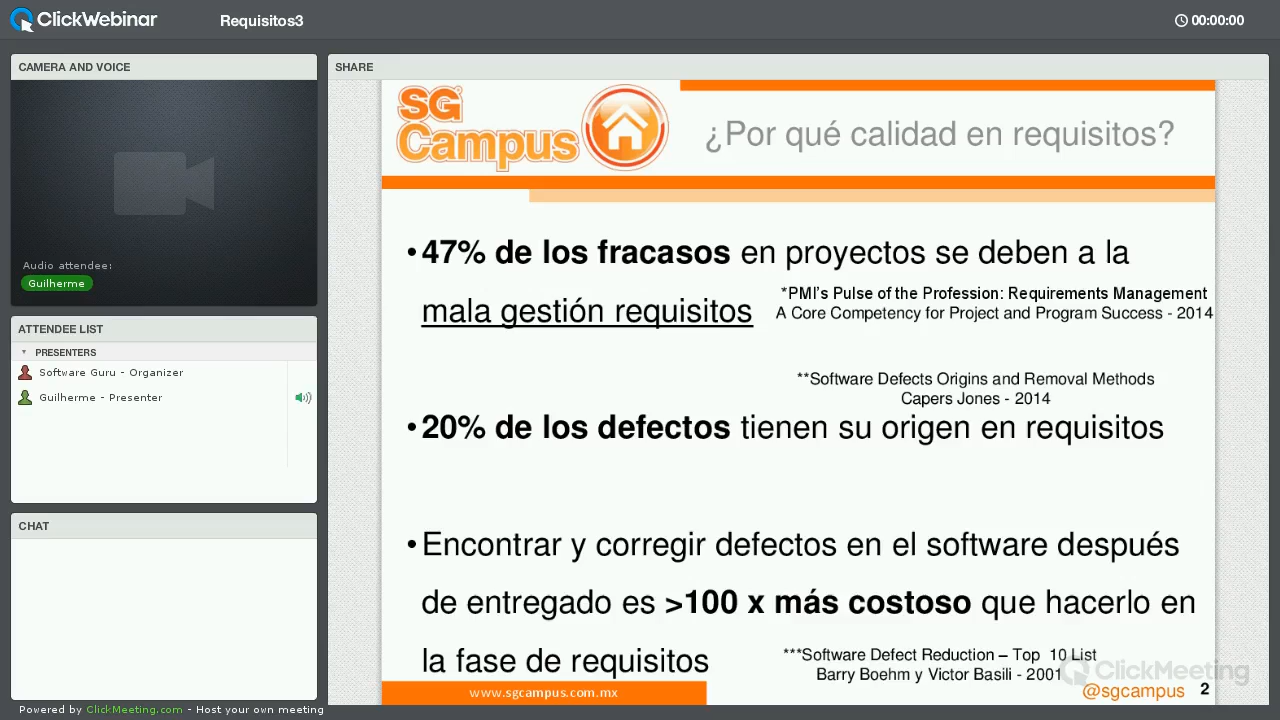 ClickWebinar
Requisitos3
00:00:00
CAMERA AND VOICE
Audio attendee:
Guilherme
ATTENDEE LIST
PRESENTERS
Software Guru - Organizer
Guilherme - Presenter
CHAT
Powered by ClickMeeting.com - Host your own meeting
SHARE
SG
Campus
¿Por qué calidad en requisitos?
•47% de los fracasos en proyectos se deben a la
mala gestión requisitos
*PMI's Pulse of the Profession: Requirements Management
A Core Competency for Project and Program Success - 2014
**Software Defects Origins and Removal Methods
Capers Jones - 2014
•20% de los defectos tienen su origen en requisitos
•Encontrar y corregir defectos en el software después
de entregado es >100 x más costoso que hacerlo en
la fase de requisitos
***Software Defect Reduction – Top 10 List
Barry Boehm y Victor Basili - 2001
ClickMeeting
www.sgcampus.com.mx
@sgcampus
2